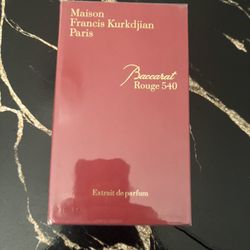 Maison
Francis Kurkdjian
Paris
Baccarat
Rouge 540
Extrait de parfum